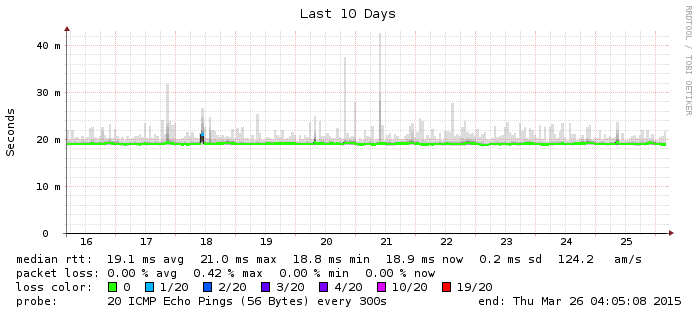 Last 10 Days
RRDTOOL / TOBI OETIKER
Seconds
40 m
30 m
20 m
10 m
0
16 17 18 19 20 21 22 23 24 25
median rtt: 19.1 ms avg 21.0 ms max 18.8 ms min 18.9 ms now 0.2 ms sd 124.2 am/s
packet loss: 0.00 % avg 0.42 % max 0.00 % min 0.00 % now
loss color: 0 1/20 2/20 3/20 4/20 10/20 19/20
probe: 20 ICMP Echo Pings (56 Bytes) every 300s end: Thu Mar 26 04:05:08 2015